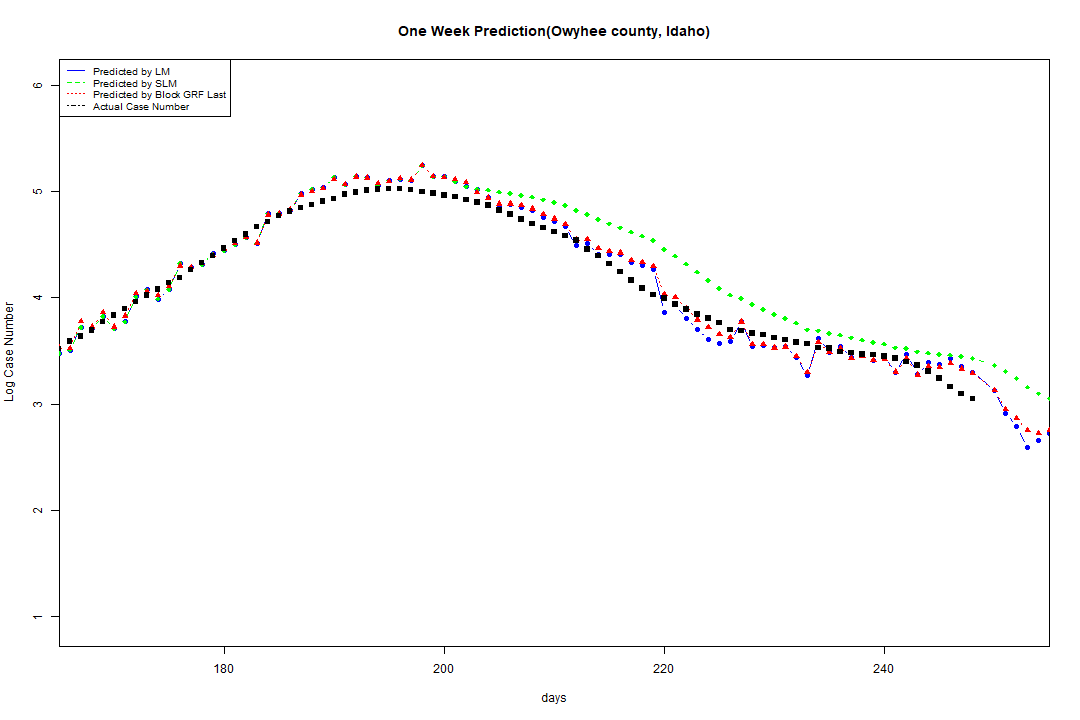 One Week Prediction(Owyhee county, Idaho)
Predicted by LM
Predicted by SLM
Predicted by Block GRF Last
Actual Case Number
6
5
4
3
2
1
Log Case Number
180
200
220
240
days